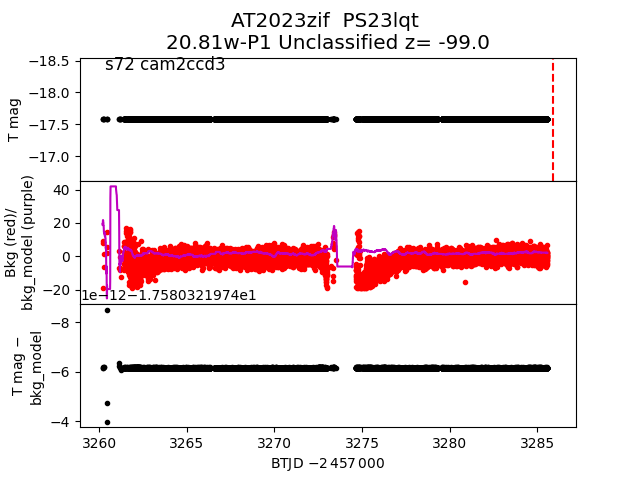 AT2023zif  PS23lqt
20.81w-P1 Unclassified z= -99.0
s72 cam2ccd3
−18.5
−18.0
−17.5
−17.0
T mag
40
20
0
−20
Bkg (red)/
bkg_model (purple)
1e−12−1.7580321974e1
−8
−6
−4
T mag −
bkg_model
3260
3265
3270
3275
3280
3285
BTJD −2 457 000